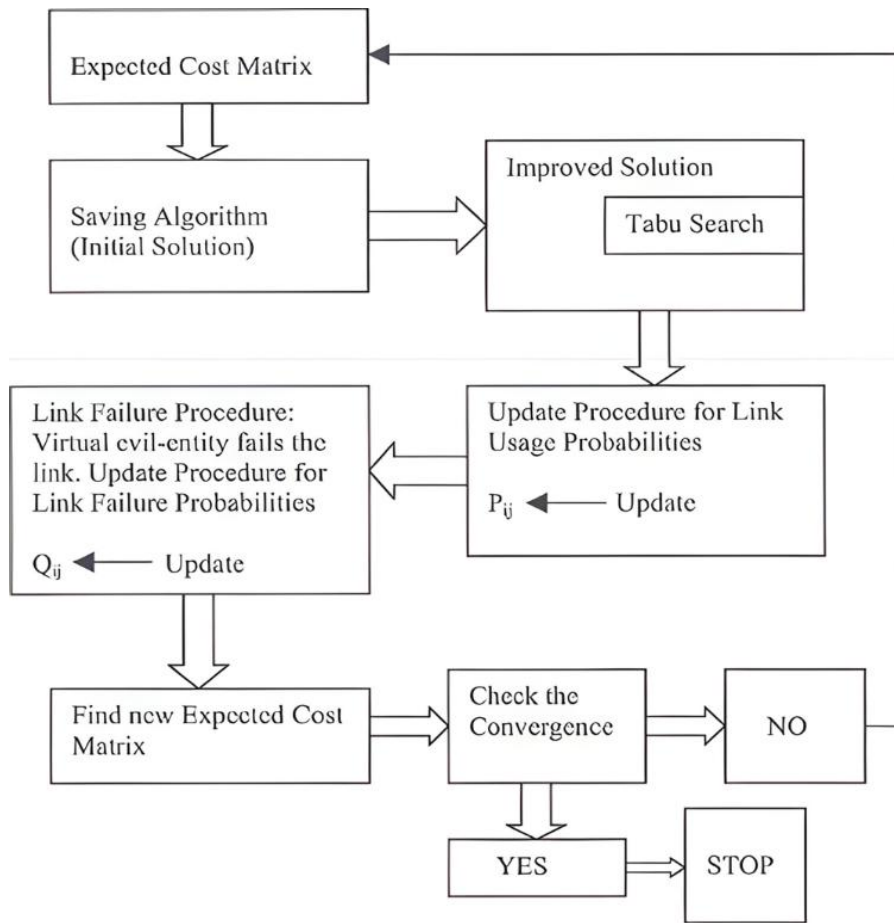 Expected Cost Matrix
Saving Algorithm
(Initial Solution)
Improved Solution
Tabu Search
Update Procedure for Link
Usage Probabilities
Pij
Update
Link Failure Procedure:
Virtual evil-entity fails the
link. Update Procedure for
Link Failure Probabilities
Qij
Update
Find new Expected Cost
Matrix
Check the
Convergence
NO
YES
STOP